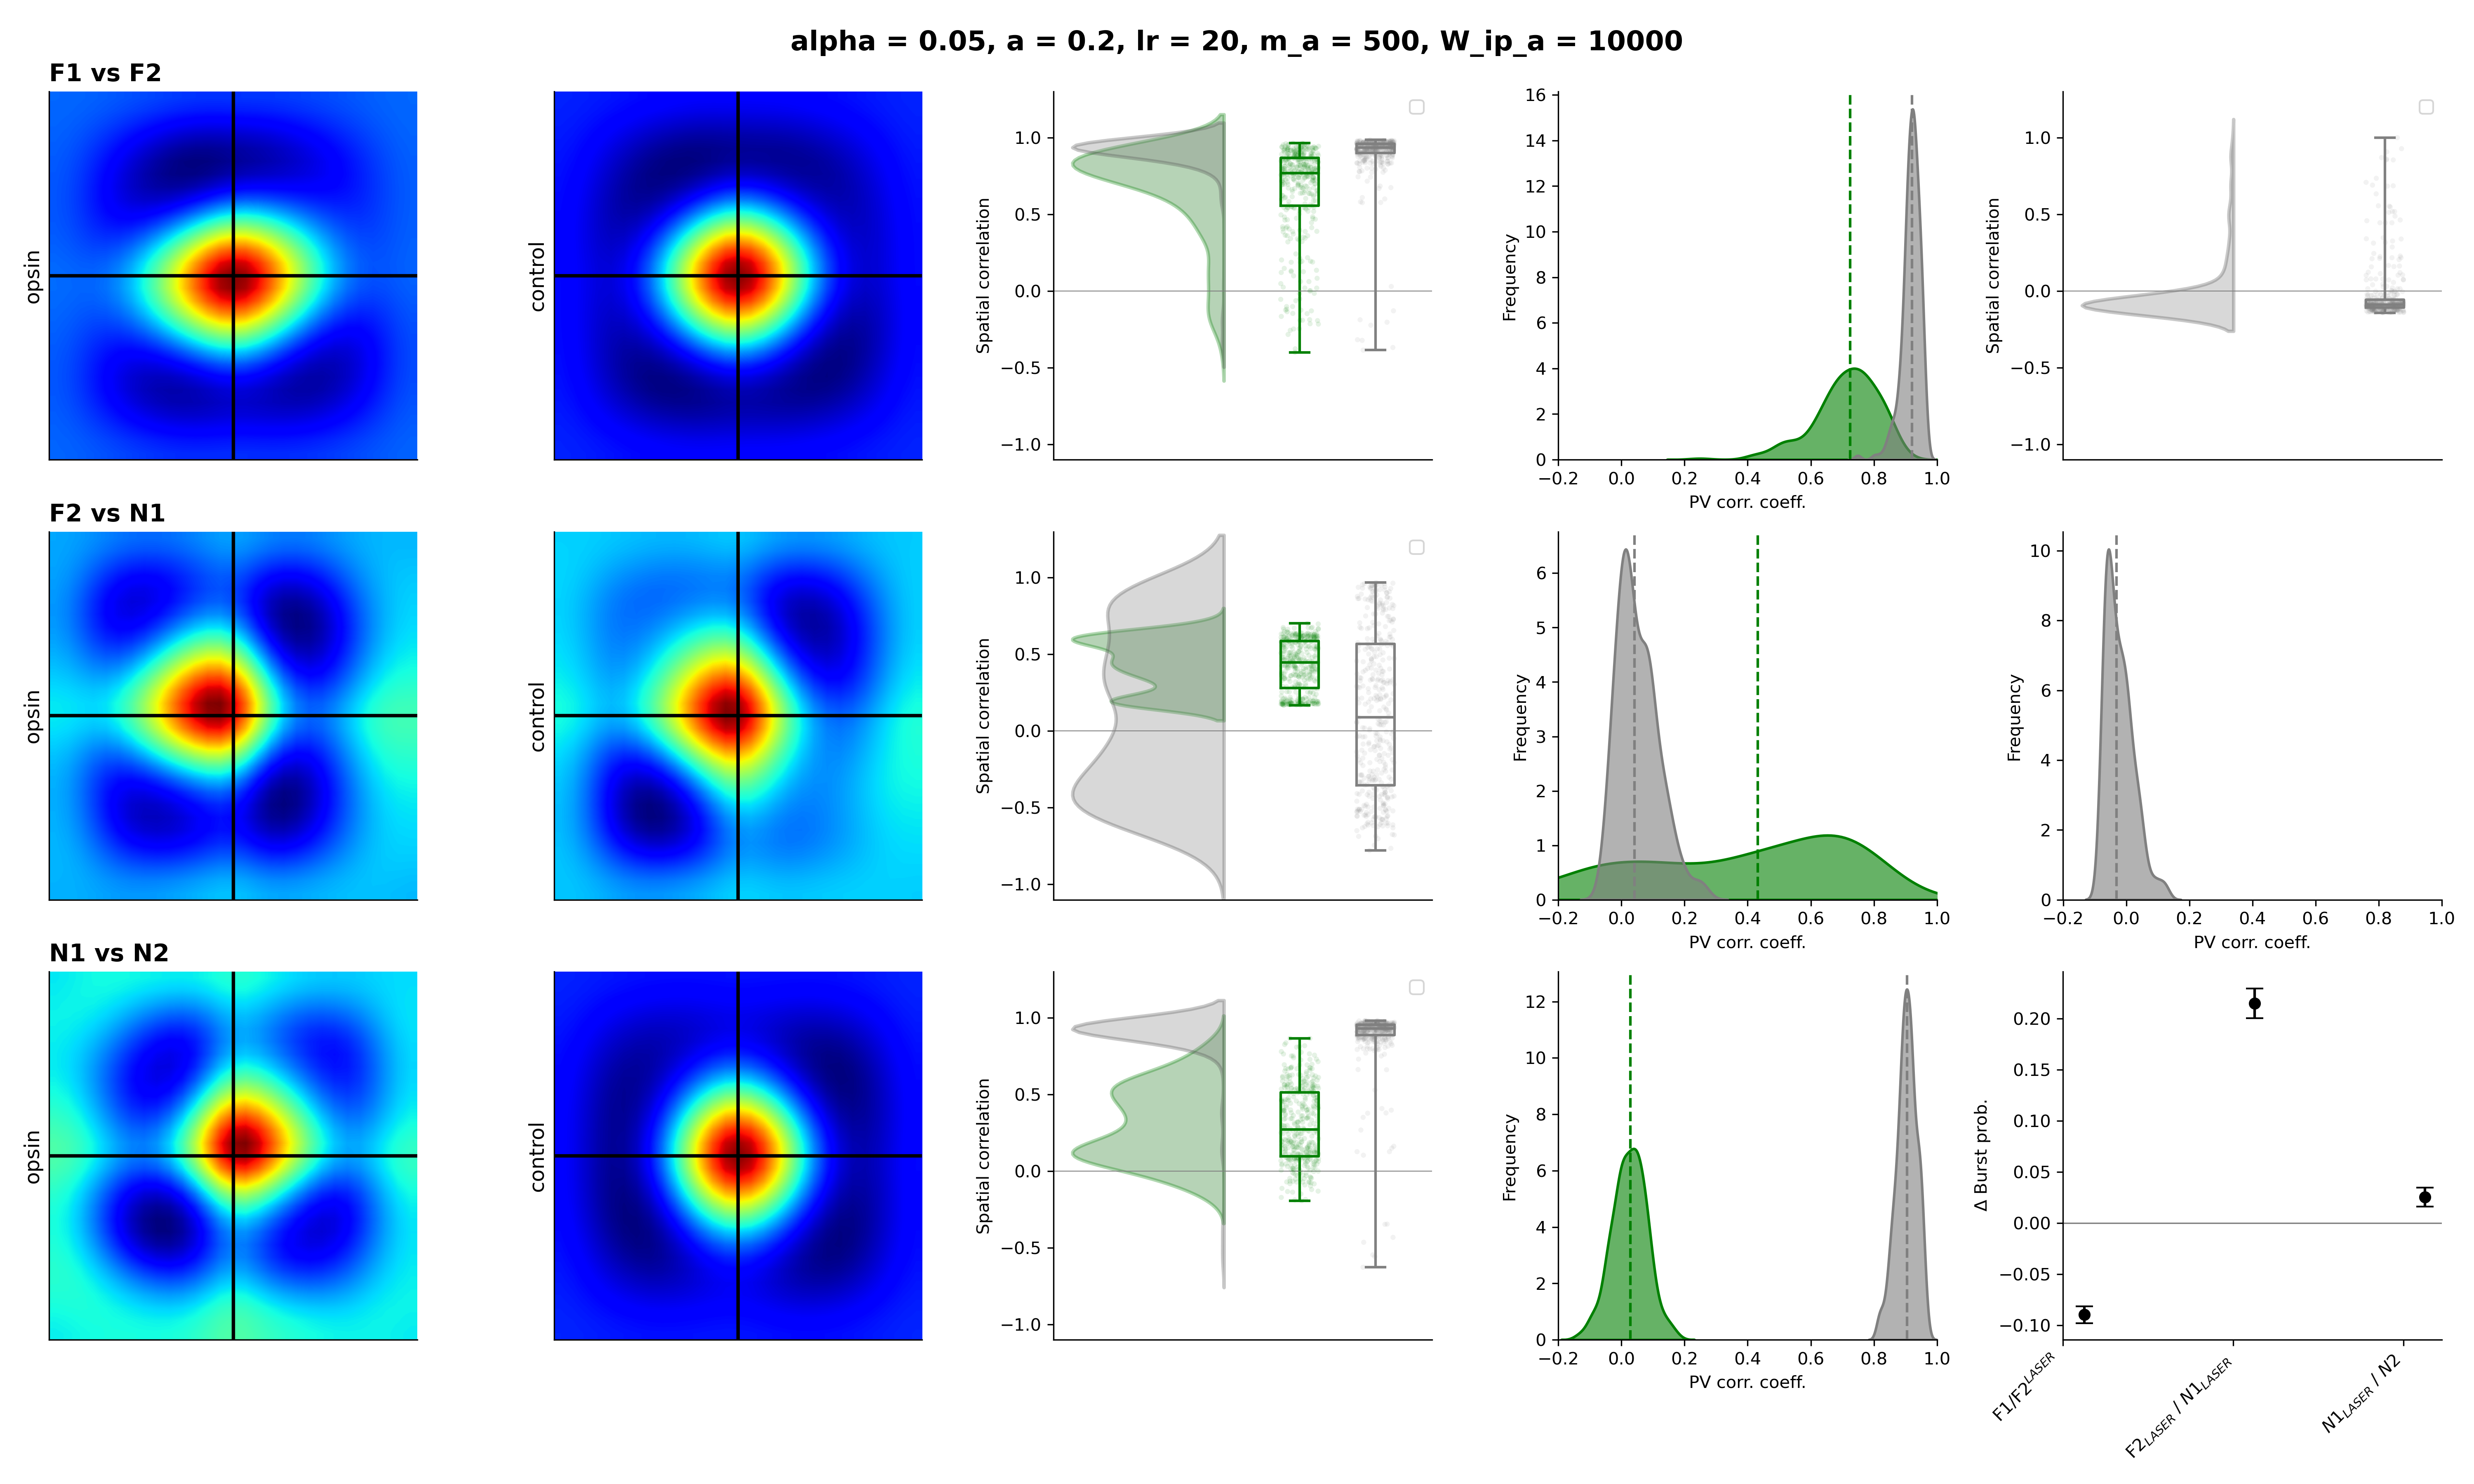 alpha = 0.05, a = 0.2, lr = 20, m_a = 500, W_ip_a = 10000
F1 vs F2
opsin
control
Spatial correlation
1.0
0.5
0.0
−0.5
−1.0
Frequency
16
14
12
10
8
6
4
2
0
−0.2 0.0 0.2 0.4 0.6 0.8 1.0
PV corr. coeff.
Spatial correlation
1.0
0.5
0.0
−0.5
−1.0
F2 vs N1
opsin
control
Spatial correlation
1.0
0.5
0.0
−0.5
−1.0
Frequency
6
5
4
3
2
1
0
−0.2 0.0 0.2 0.4 0.6 0.8 1.0
PV corr. coeff.
Frequency
10
8
6
4
2
0
−0.2 0.0 0.2 0.4 0.6 0.8 1.0
PV corr. coeff.
N1 vs N2
opsin
control
Spatial correlation
1.0
0.5
0.0
−0.5
−1.0
Frequency
12
10
8
6
4
2
0
−0.2 0.0 0.2 0.4 0.6 0.8 1.0
PV corr. coeff.
Δ Burst prob.
0.20
0.15
0.10
0.05
0.00
−0.05
−0.10
F1/F2^LASER
F2_LASER / N1_LASER
N1_LASER / N2